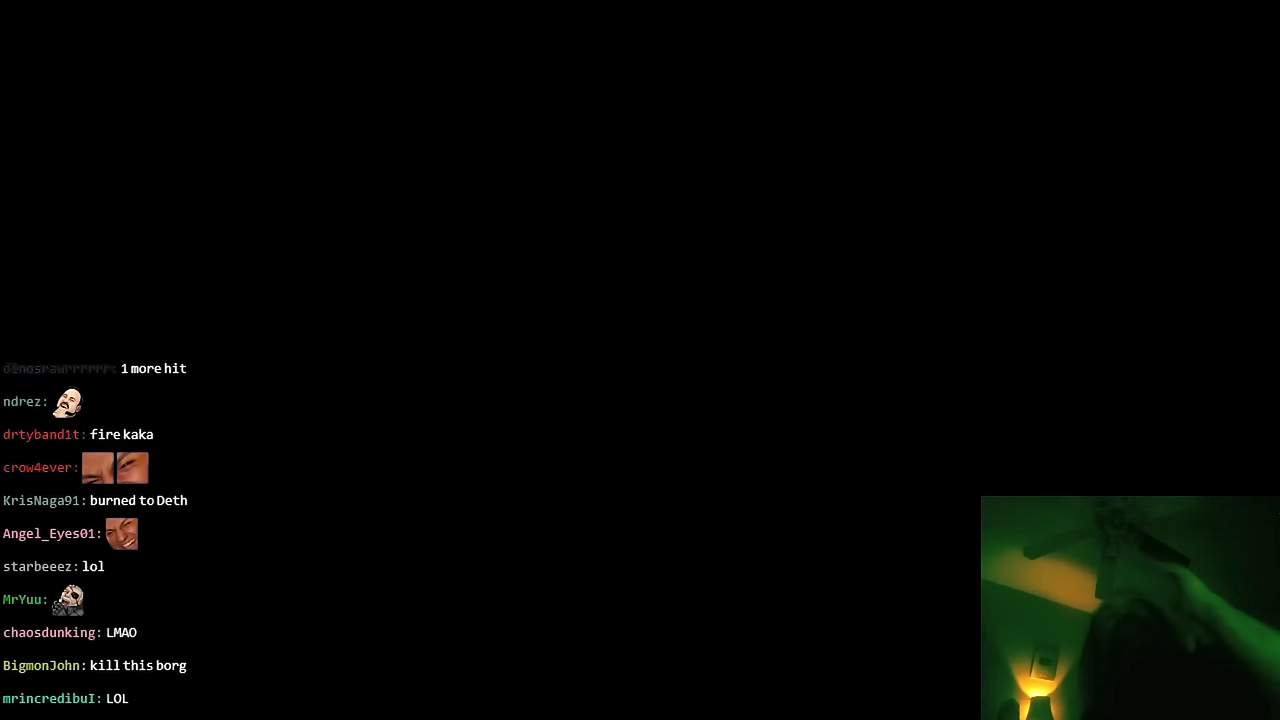 dinosrawrrrrrr: 1 more hit
ndrez:
drtyband1t: fire kaka
crow4ever:
KrisNaga91: burned to Deth
Angel_Eyes01:
starbeeez: lol
MrYuu:
chaosdunking: LMAO
BigmonJohn: kill this borg
mrincredibuI: LOL